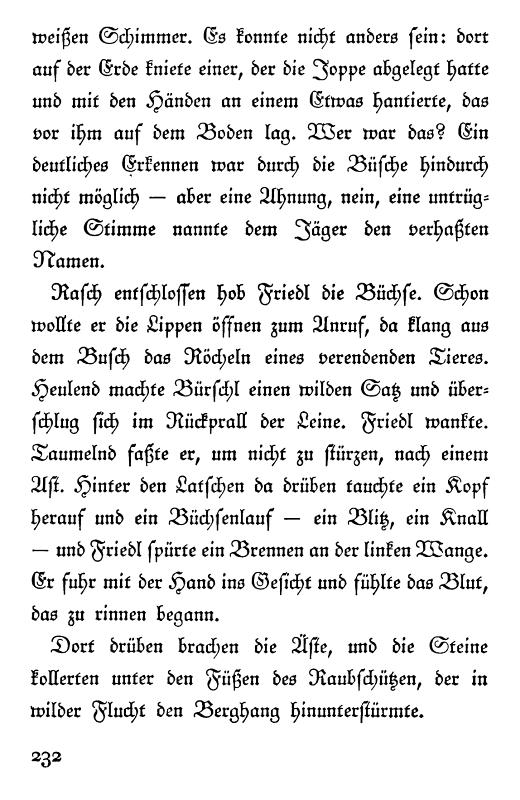 weißen Schimmer. Es konnte nicht anders sein: dort
auf der Erde kniete einer, der die Joppe abgelegt hatte
und mit den Händen an einem Etwas hantierte, das
vor ihm auf dem Boden lag. Wer war das? Ein
deutliches Erkennen war durch die Büsche hindurch
nicht möglich — aber eine Ahnung, nein, eine untrüg-
liche Stimme nannte dem Jäger den verhaßten
Namen.
Rasch entschlossen hob Friedl die Büchse. Schon
wollte er die Lippen öffnen zum Anruf, da klang aus
dem Busch das Röcheln eines verendenden Tieres.
Heulend machte Bürschl einen wilden Satz und über-
schlug sich im Rückprall der Leine. Friedl wankte.
Taumelnd faßte er, um nicht zu stürzen, nach einem
Ast. Hinter den Latschen da drüben tauchte ein Kopf
herauf und ein Büchsenlauf — ein Blitz, ein Knall
— und Friedl spürte ein Brennen an der linken Wange.
Er fuhr mit der Hand ins Gesicht und fühlte das Blut,
das zu rinnen begann.
Dort drüben brachen die Äste, und die Steine
kollerten unter den Füßen des Raubschützen, der in
wilder Flucht den Berghang hinunterstürmte.
232